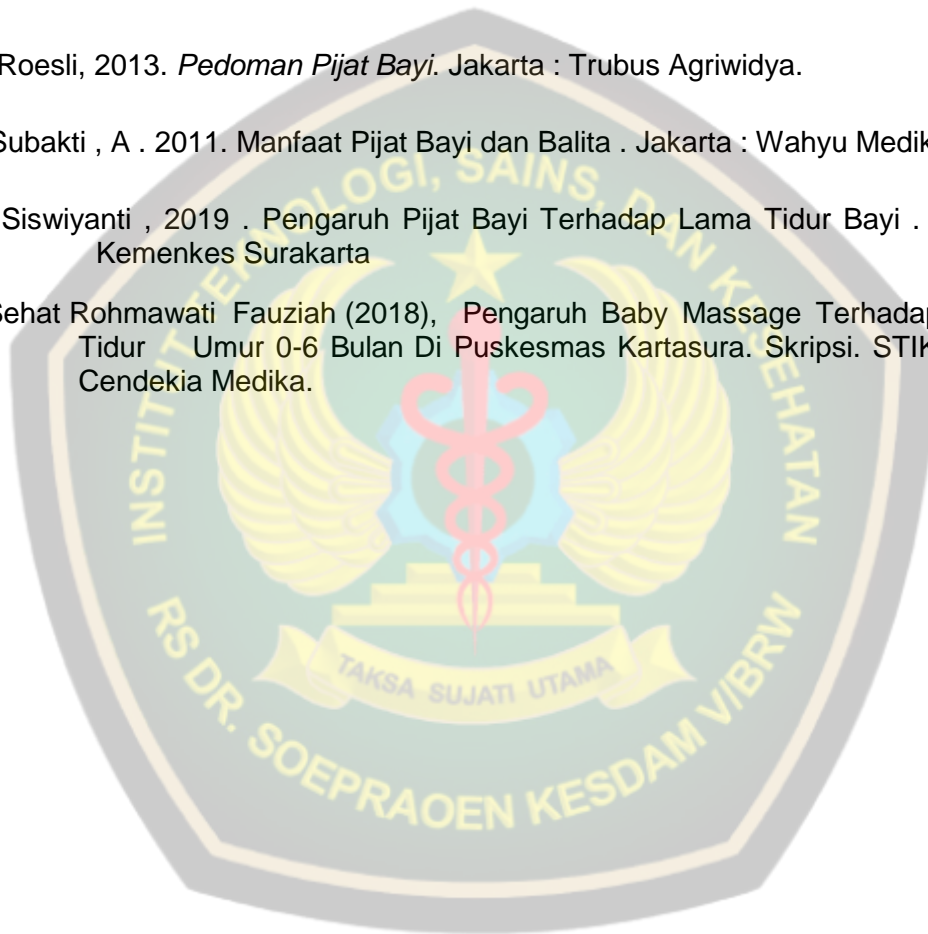 Roesli, 2013. Pedoman Pijat Bayi. Jakarta : Trubus Agriwidya.
Subakti , A . 2011. Manfaat Pijat Bayi dan Balita . Jakarta : Wahyu Medik
Siswiyanti , 2019 . Pengaruh Pijat Bayi Terhadap Lama Tidur Bayi .
Kemenkes Surakarta
Sehat Rohmawati Fauziah (2018), Pengaruh Baby Massage Terhadap
Tidur Umur 0-6 Bulan Di Puskesmas Kartasura. Skripsi. STIK
Cendekia Medika.
INSTITUT TEKNOLOGI, SAINS, DAN KESEHATAN
TAKSA SUJATI UTAMA
RS DR. SOEPRAOEN KESDAM V/BRW